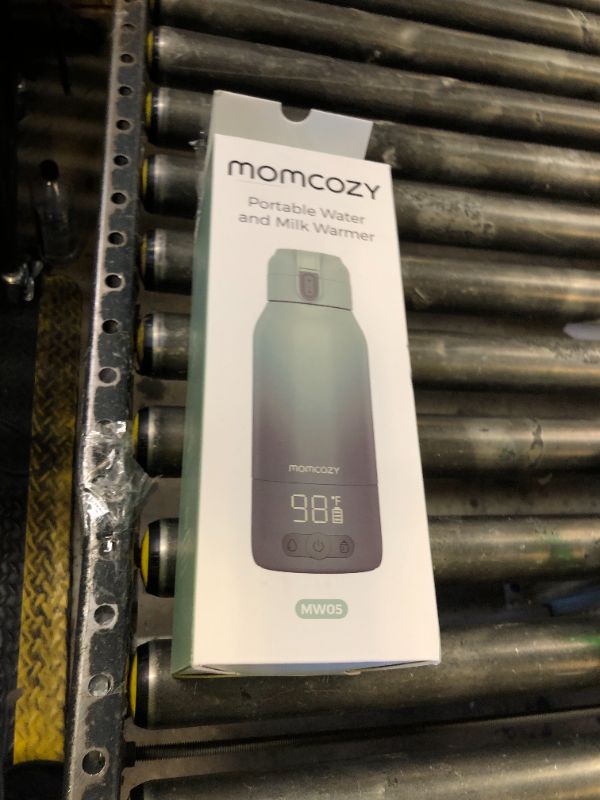 momcozy
Portable Water
and Milk Warmer
momcozy
98°F
MW05